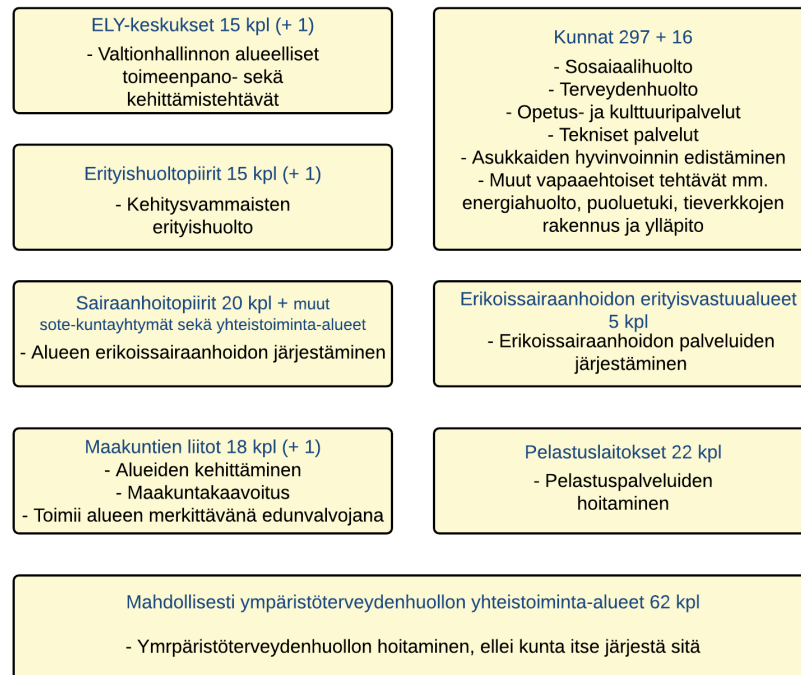 ELY-keskukset 15 kpl (+ 1)
- Valtionhallinnon alueelliset
toimeenpano- sekä
kehittämistehtävät
Kunnat 297 + 16
- Sosaiaalihuolto
- Terveydenhuolto
- Opetus- ja kulttuuripalvelut
- Tekniset palvelut
- Asukkaiden hyvinvoinnin edistäminen
- Muut vapaaehtoiset tehtävät mm.
energiahuolto, puoluetuki, tieverkkojen
rakennus ja ylläpito
Erityishuoltopiirit 15 kpl (+ 1)
- Kehitysvammaisten
erityishuolto
Sairaanhoitopiirit 20 kpl + muut
sote-kuntayhtymät sekä yhteistoiminta-alueet
- Alueen erikoissairaanhoidon järjestäminen
Erikoissairaanhoidon erityisvastuualueet
5 kpl
- Erikoissairaanhoidon palveluiden
järjestäminen
Maakuntien liitot 18 kpl (+ 1)
- Alueiden kehittäminen
- Maakuntakaavoitus
- Toimii alueen merkittävänä edunvalvojana
Pelastuslaitokset 22 kpl
- Pelastuspalveluiden
hoitaminen
Mahdollisesti ympäristöterveydenhuollon yhteistoiminta-alueet 62 kpl
- Ymrpäristöterveydenhuollon hoitaminen, ellei kunta itse järjestä sitä